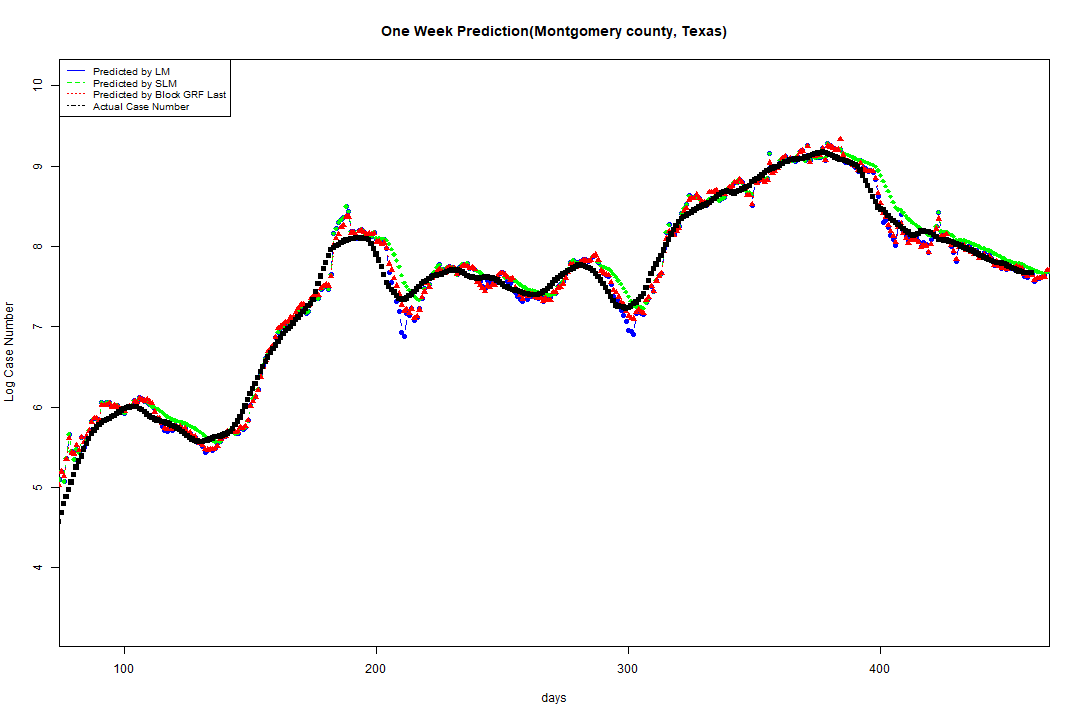 One Week Prediction(Montgomery county, Texas)
Predicted by LM
Predicted by SLM
Predicted by Block GRF Last
Actual Case Number
10
9
8
7
6
5
4
Log Case Number
100 200 300 400
days